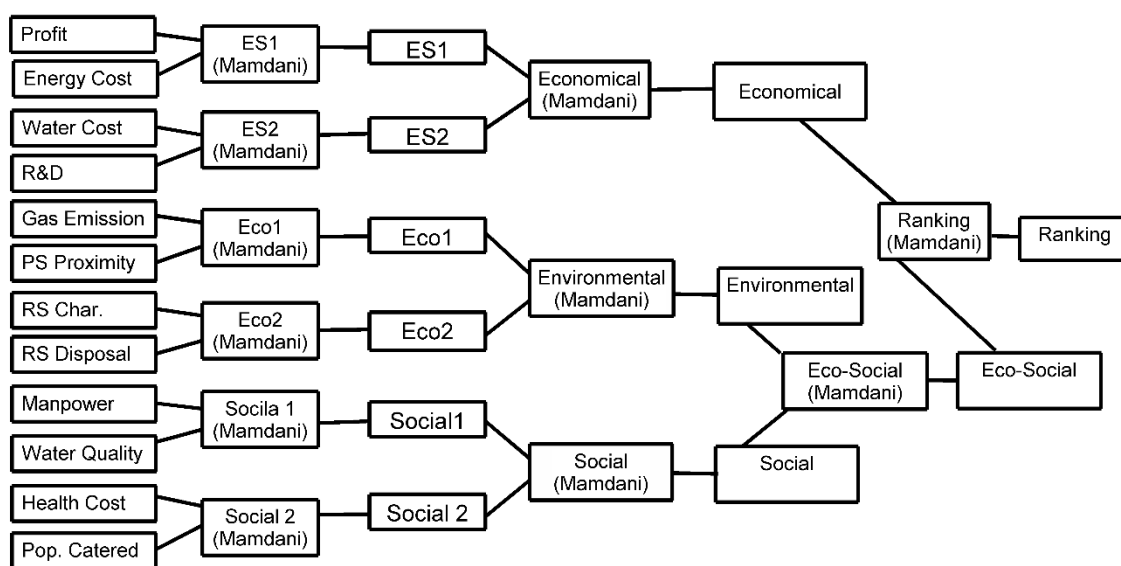 Profit
Energy Cost
Water Cost
R&D
Gas Emission
PS Proximity
RS Char.
RS Disposal
Manpower
Water Quality
Health Cost
Pop. Catered
ES1
(Mamdani)
ES2
(Mamdani)
Eco1
(Mamdani)
Eco2
(Mamdani)
Socila 1
(Mamdani)
Social 2
(Mamdani)
ES1
ES2
Eco1
Eco2
Social1
Social 2
Economical
(Mamdani)
Environmental
(Mamdani)
Social
(Mamdani)
Economical
Environmental
Social
Eco-Social
(Mamdani)
Eco-Social
Ranking
(Mamdani)
Ranking